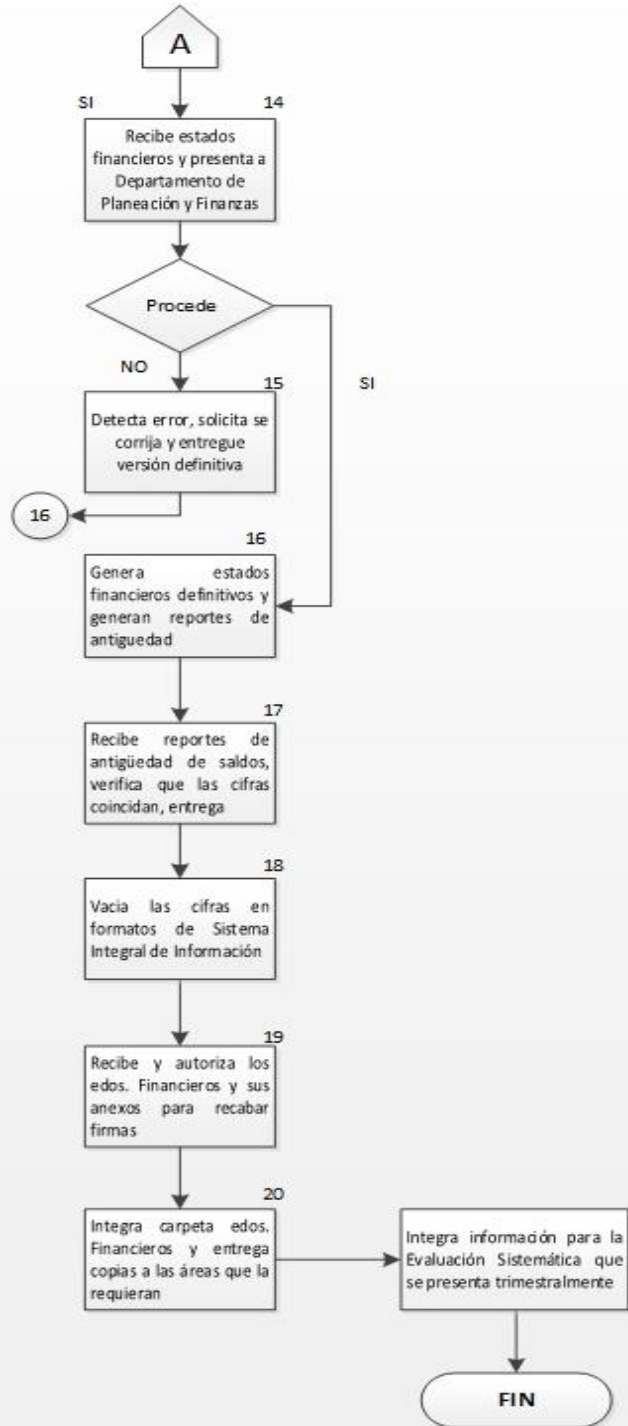 A
SI
14
Recibe estados
financieros y presenta a
Departamento de
Planeación y Finanzas
Procede
NO
SI
15
Detecta error, solicita se
corrija y entregue
versión definitiva
16
16
Genera estados
financieros definitivos y
generan reportes de
antiguedad
17
Recibe reportes de
antigüedad de saldos,
verifica que las cifras
coincidan, entrega
18
Vacia las cifras en
formatos de Sistema
Integral de Información
19
Recibe y autoriza los
edos. Financieros y sus
anexos para recabar
firmas
20
Integra carpeta edos.
Financieros y entrega
copias a las áreas que la
requieran
Integra información para la
Evaluación Sistemática que
se presenta trimestralmente
FIN